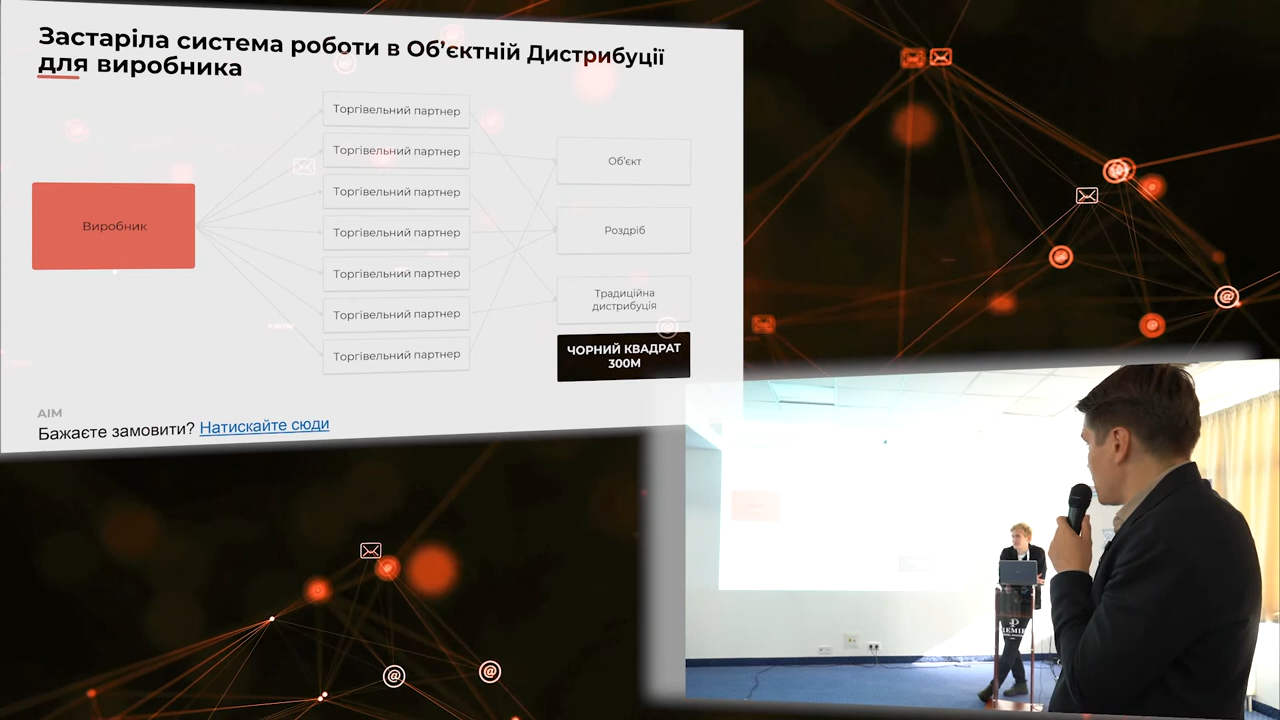 Застаріла система роботи в Об’єктній Дистрибуції
для виробника
Виробник
Торгівельний партнер
Торгівельний партнер
Торгівельний партнер
Торгівельний партнер
Торгівельний партнер
Торгівельний партнер
Торгівельний партнер
Об’єкт
Роздріб
Традиційна
дистрибуція
ЧОРНИЙ КВАДРАТ
300М
AIM
Бажаєте замовити? Натискайте сюди